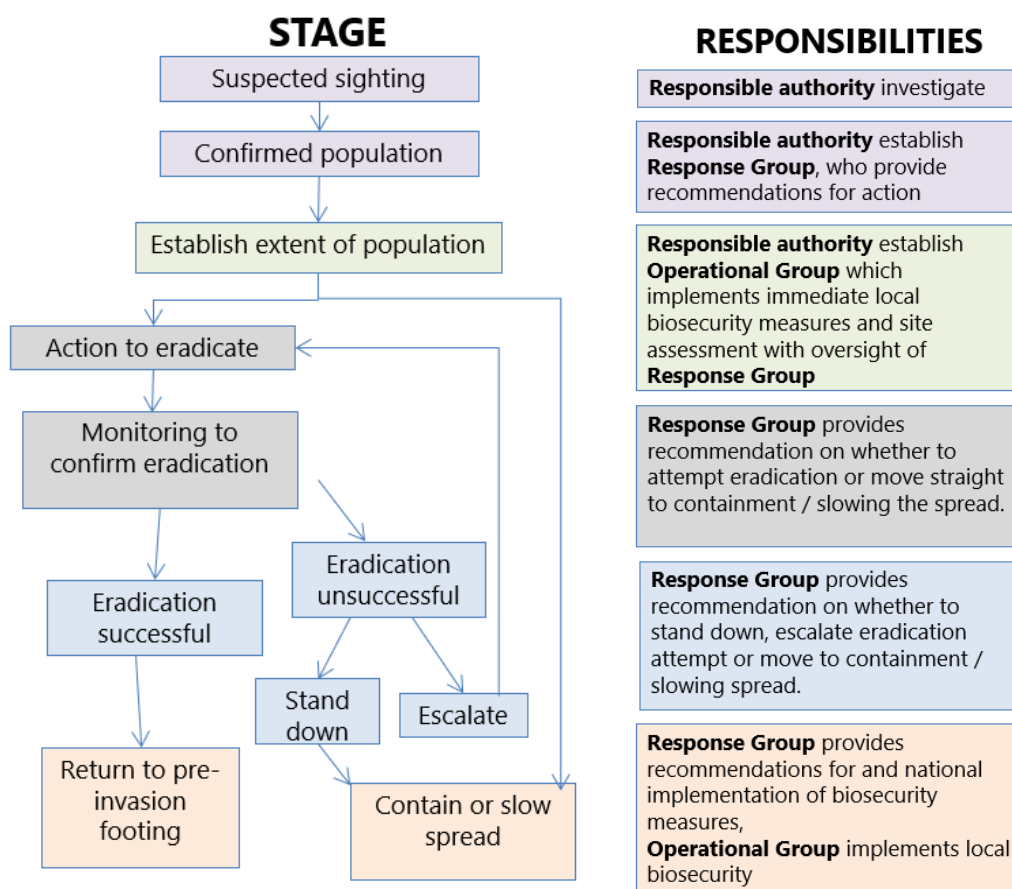 STAGE
Suspected sighting
Confirmed population
Establish extent of population
Action to eradicate
Monitoring to
confirm eradication
Eradication
successful
Eradication
unsuccessful
Stand
down
Escalate
Return to pre-
invasion
footing
Contain or slow
spread
RESPONSIBILITIES
Responsible authority investigate
Responsible authority establish
Response Group, who provide
recommendations for action
Responsible authority establish
Operational Group which
implements immediate local
biosecurity measures and site
assessment with oversight of
Response Group
Response Group provides
recommendation on whether to
attempt eradication or move straight
to containment / slowing the spread.
Response Group provides
recommendation on whether to
stand down, escalate eradication
attempt or move to containment /
slowing spread.
Response Group provides
recommendations for and national
implementation of biosecurity
measures,
Operational Group implements local
biosecurity